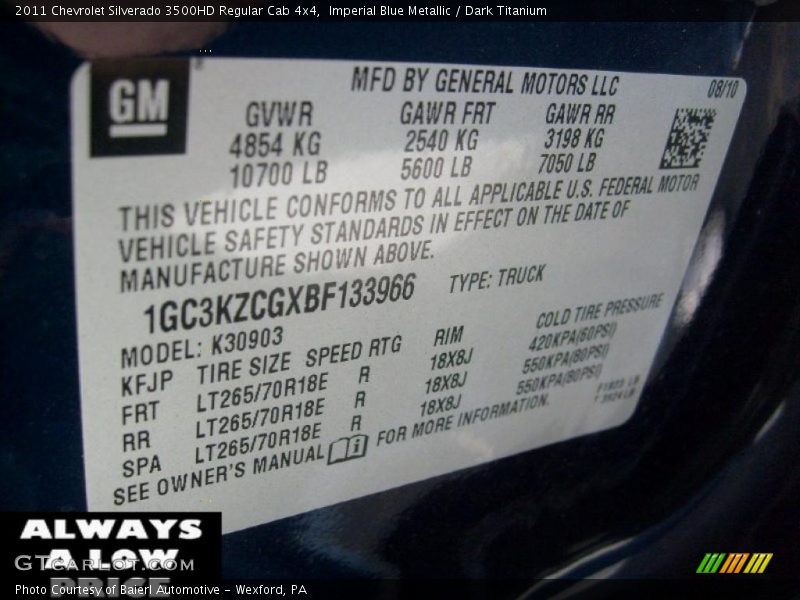 2011 Chevrolet Silverado 3500HD Regular Cab 4x4,  Imperial Blue Metallic / Dark Titanium
GM
MFD BY GENERAL MOTORS LLC
08/10
GVWR GAWR FRT GAWR RR
4854 KG 2540 KG 3198 KG
10700 LB 5600 LB 7050 LB
THIS VEHICLE CONFORMS TO ALL APPLICABLE U.S. FEDERAL MOTOR
VEHICLE SAFETY STANDARDS IN EFFECT ON THE DATE OF
MANUFACTURE SHOWN ABOVE.
1GC3KZCGXBF133966 TYPE: TRUCK
MODEL: K30903
KFJP TIRE SIZE SPEED RTG RIM COLD TIRE PRESSURE
FRT LT265/70R18E R 18X8J 420KPA(60PSI)
RR LT265/70R18E R 18X8J 550KPA(80PSI)
SPA LT265/70R18E R 18X8J 550KPA(80PSI)
SEE OWNER'S MANUAL FOR MORE INFORMATION.
ALWAYS
A LOW
PRICE
GTCARLOT.COM
Photo Courtesy of Baierl Automotive - Wexford, PA